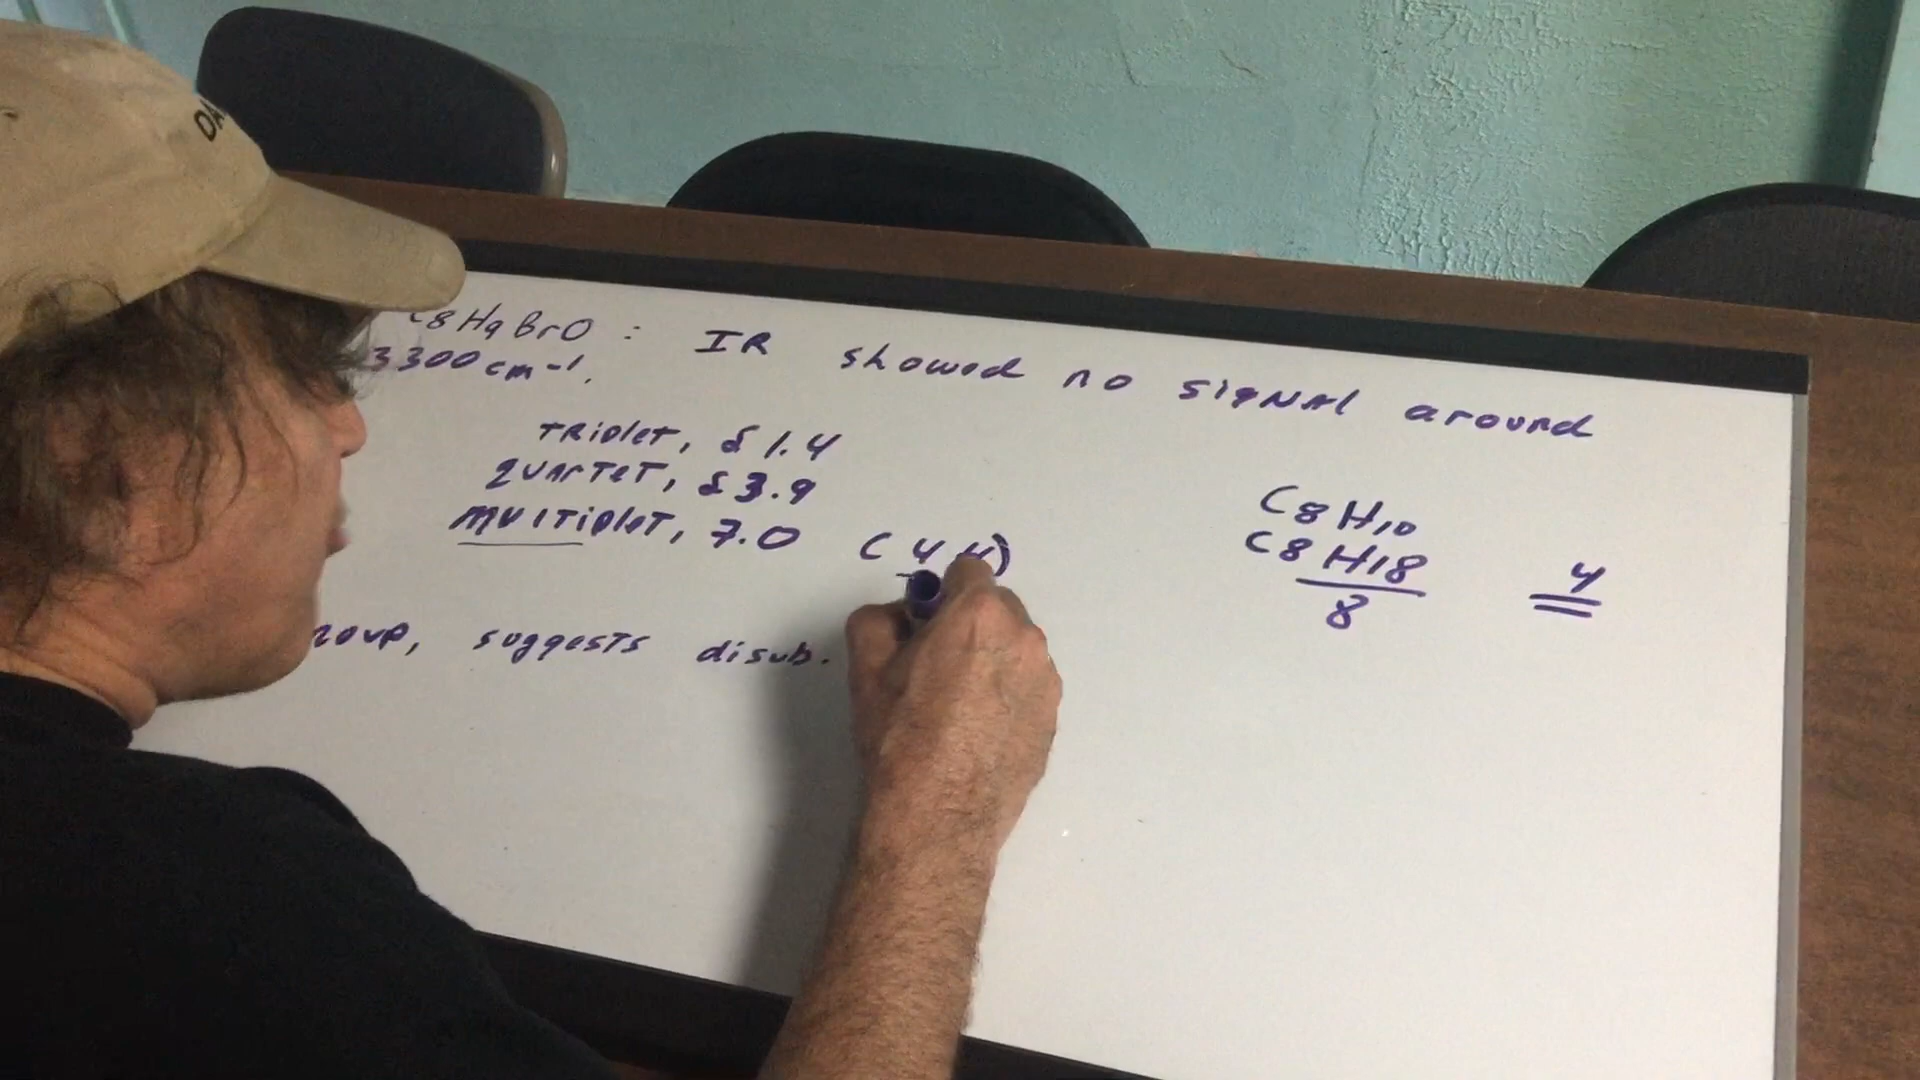 C8H9BrO : IR showed no signal around
3300 cm-1.
Triplet, δ 1.4
quartet, δ 3.9
multiplet, 7.0 (4H)
suggests disub.
C8H10
C8H18
8
4